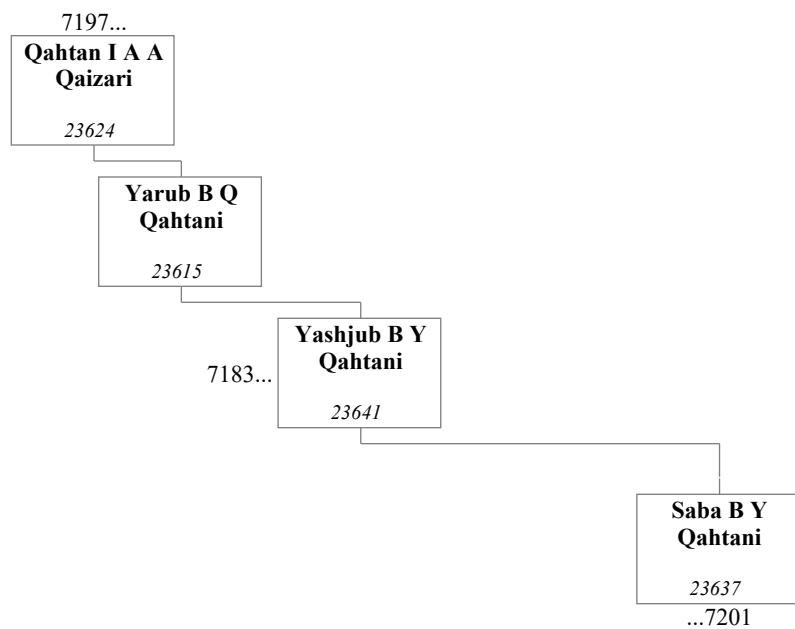 7197...
Qahtan I A A
Qaizari
23624
Yarub B Q
Qahtani
23615
Yashjub B Y
Qahtani
7183...
23641
Saba B Y
Qahtani
23637
...7201